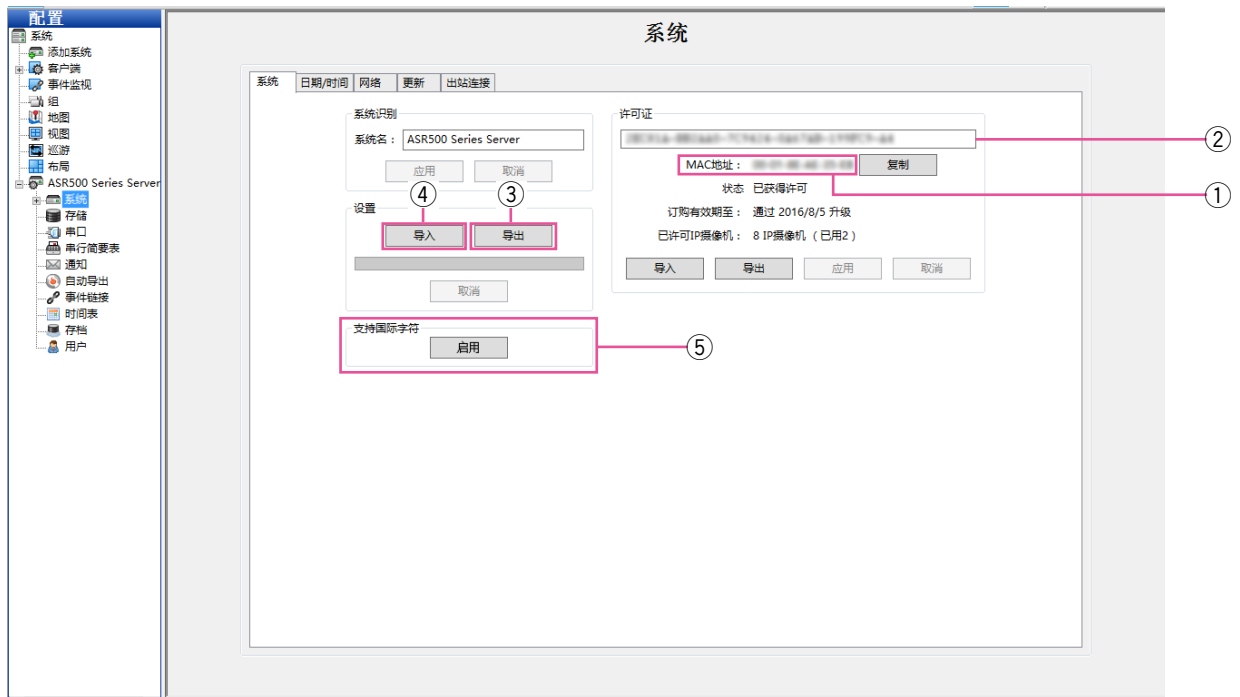 配置
系统
添加系统
客户端
事件监视
组
地图
视图
巡游
布局
ASR500 Series Server
系统
存储
串口
串行简要表
通知
自动导出
事件链接
时间表
存档
用户
系统
系统 日期/时间 网络 更新 出站连接
系统识别
系统名： ASR500 Series Server
应用 取消
④ ③
设置
导入 导出
取消
支持国际字符
启用
⑤
许可证
②
MAC地址： 复制
①
状态 已获得许可
订购有效期至： 通过 2016/8/5 升级
已许可IP摄像机： 8 IP摄像机 （已用2）
导入 导出 应用 取消